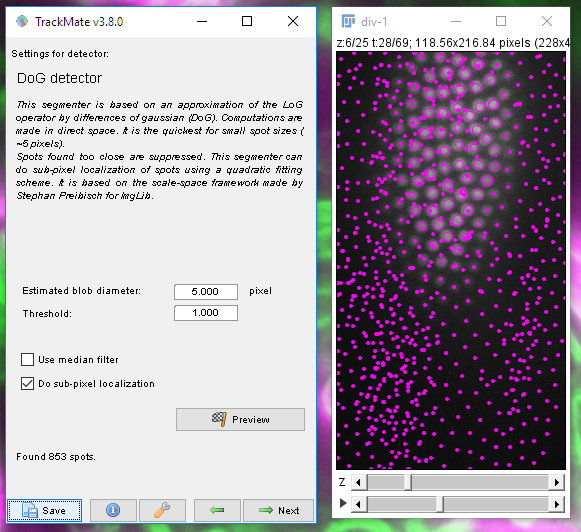 TrackMate v3.8.0
Settings for detector:
DoG detector
This segmenter is based on an approximation of the LoG
operator by differences of gaussian (DoG). Computations are
made in direct space. It is the quickest for small spot sizes (
~5 pixels).
Spots found too close are suppressed. This segmenter can
do sub-pixel localization of spots using a quadratic fitting
scheme. It is based on the scale-space framework made by
Stephan Preibisch for ImgLib.
Estimated blob diameter: 5.000 pixel
Threshold: 1.000
Use median filter
Do sub-pixel localization
Preview
Found 853 spots.
Save
Next
div-1
z:6/25 t:28/69; 118.56x216.84 pixels (228x4
Z